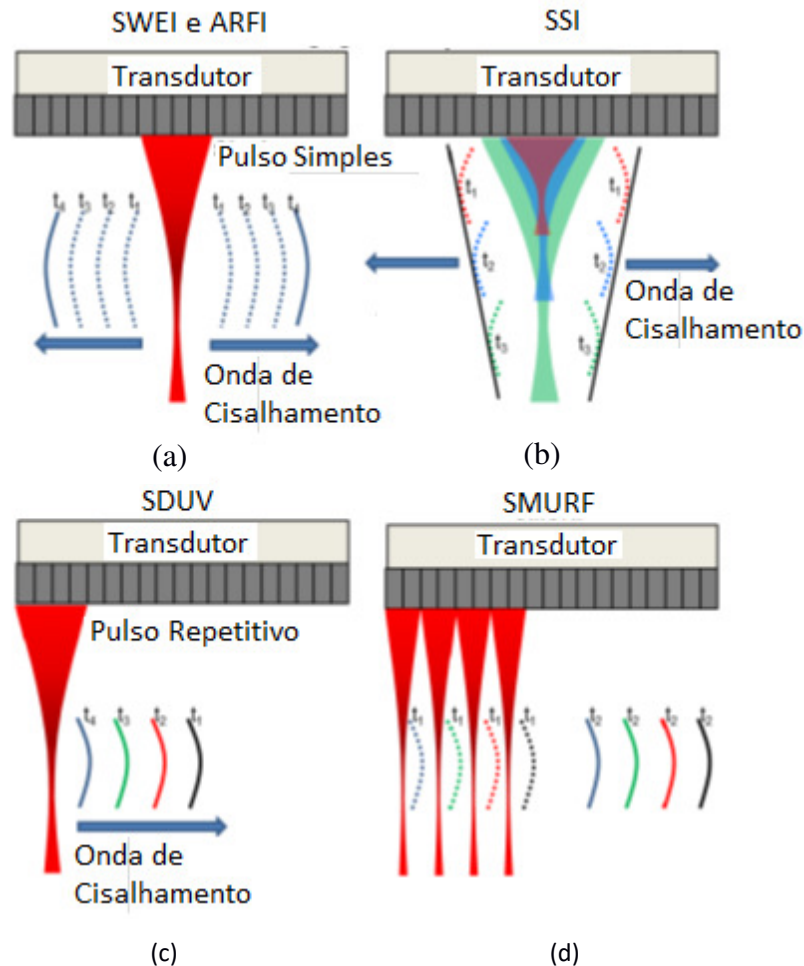 SWEI e ARFI
Transdutor
Pulso Simples
t4 t3 t2 t1
t1 t2 t3 t4
Onda de
Cisalhamento
(a)
SSI
Transdutor
t1 t1
t2 t2
t3 t3
Onda de
Cisalhamento
(b)
SDUV
Transdutor
Pulso Repetitivo
t4 t3 t2 t1
Onda de
Cisalhamento
(c)
SMURF
Transdutor
t1 t1 t1 t1
t2 t2 t2 t2
(d)